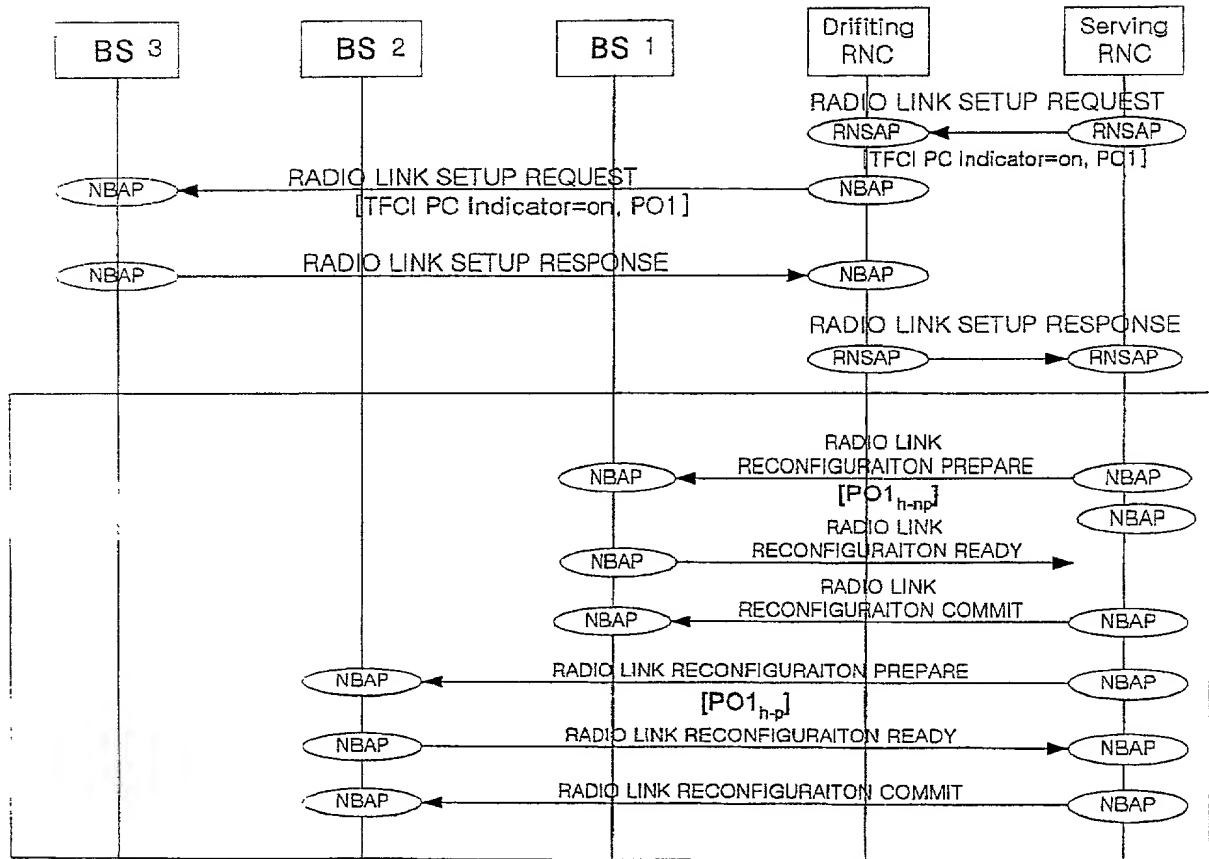 BS 3
BS 2
BS 1
Drifiting
RNC
Serving
RNC
RADIO LINK SETUP REQUEST
RNSAP
RNSAP
[TFCI PC Indicator=on, PO1]
NBAP
RADIO LINK SETUP REQUEST
NBAP
[TFCI PC Indicator=on, PO1]
NBAP
RADIO LINK SETUP RESPONSE
NBAP
RADIO LINK SETUP RESPONSE
RNSAP
RNSAP
RADIO LINK
RECONFIGURAITON PREPARE
NBAP
NBAP
[PO1h-np]
NBAP
RADIO LINK
RECONFIGURAITON READY
NBAP
RADIO LINK
RECONFIGURAITON COMMIT
NBAP
NBAP
RADIO LINK RECONFIGURAITON PREPARE
NBAP
NBAP
[PO1h-p]
RADIO LINK RECONFIGURAITON READY
NBAP
NBAP
RADIO LINK RECONFIGURAITON COMMIT
NBAP
NBAP